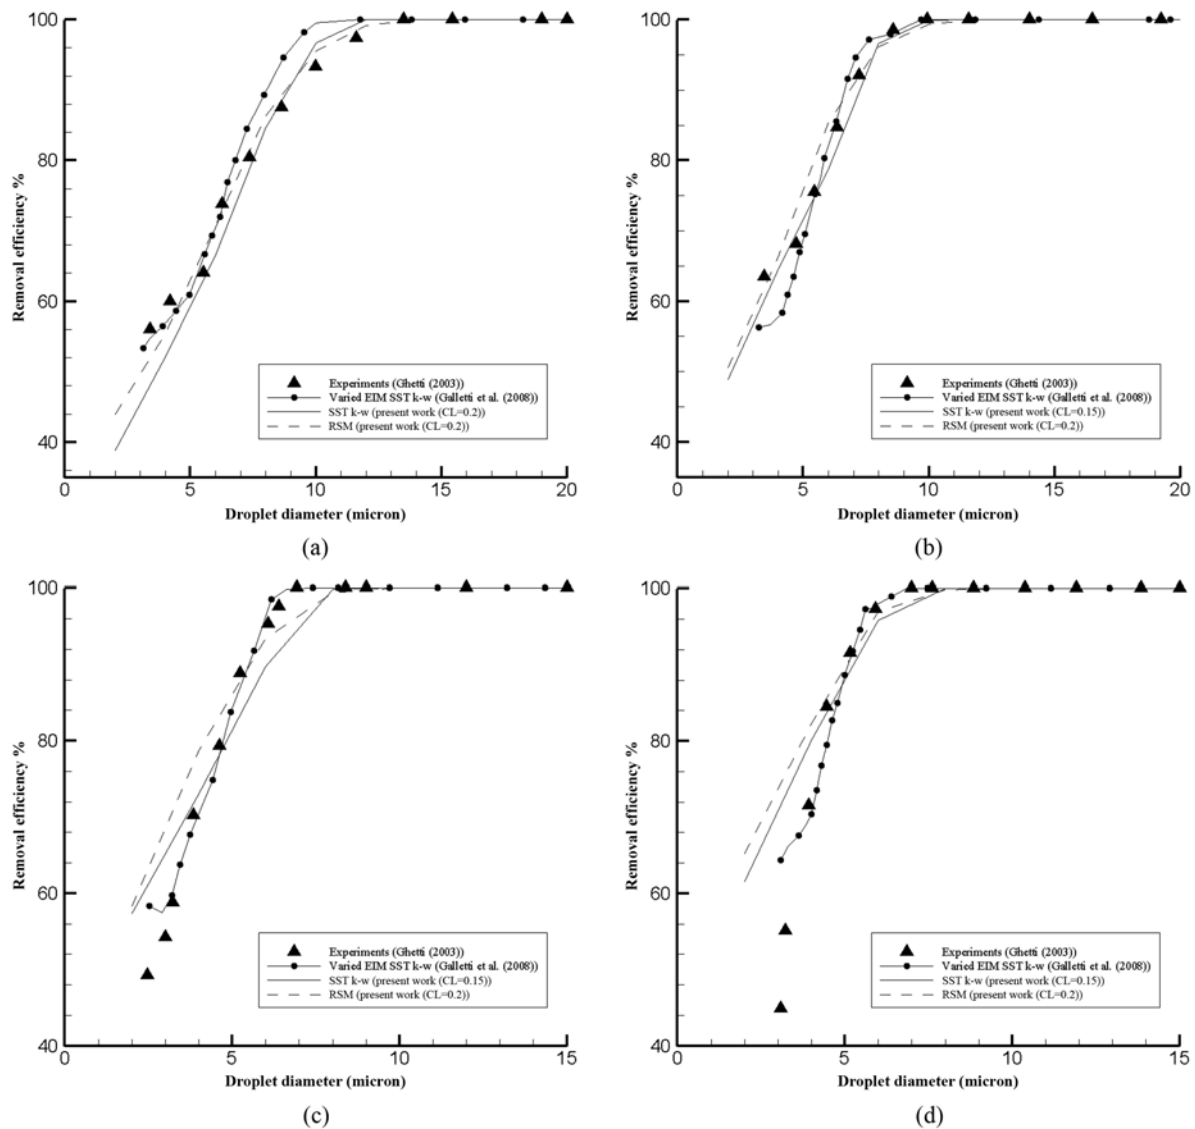 100
80
60
40
Removal efficiency %
Experiments (Ghetti (2003))
Varied EIM SST k-w (Galletti et al. (2008))
SST k-w (present work (CL=0.2))
RSM (present work (CL=0.2))
0 5 10 15 20
Droplet diameter (micron)
(a)
100
80
60
40
Removal efficiency %
Experiments (Ghetti (2003))
Varied EIM SST k-w (Galletti et al. (2008))
SST k-w (present work (CL=0.15))
RSM (present work (CL=0.2))
0 5 10 15 20
Droplet diameter (micron)
(b)
100
80
60
40
Removal efficiency %
Experiments (Ghetti (2003))
Varied EIM SST k-w (Galletti et al. (2008))
SST k-w (present work (CL=0.15))
RSM (present work (CL=0.2))
0 5 10 15
Droplet diameter (micron)
(c)
100
80
60
40
Removal efficiency %
Experiments (Ghetti (2003))
Varied EIM SST k-w (Galletti et al. (2008))
SST k-w (present work (CL=0.15))
RSM (present work (CL=0.2))
0 5 10 15
Droplet diameter (micron)
(d)